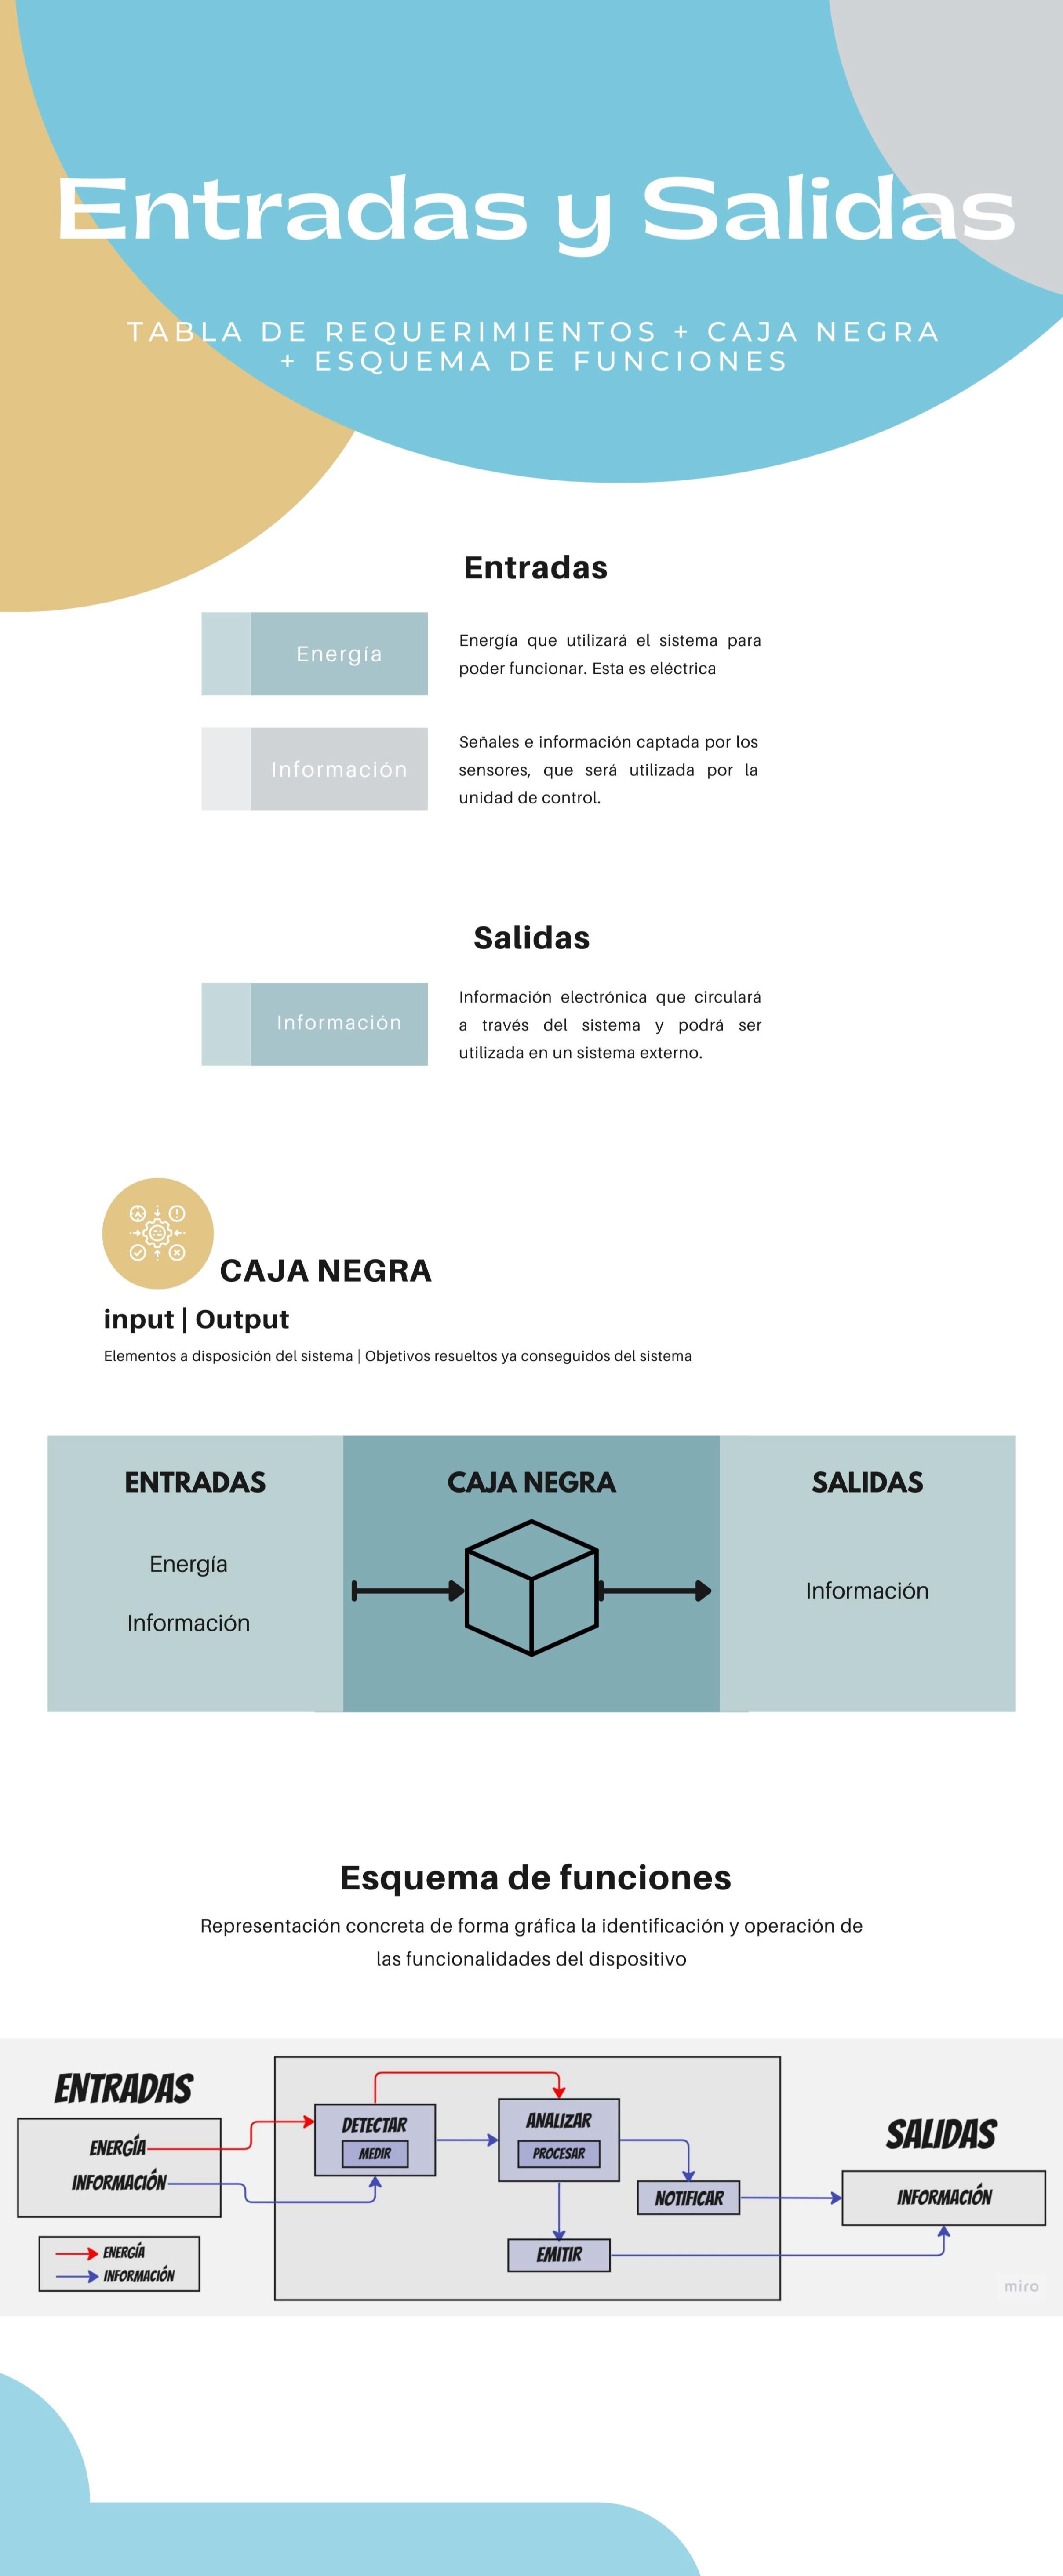 Entradas y Salidas
TABLA DE REQUERIMIENTOS + CAJA NEGRA
+ ESQUEMA DE FUNCIONES
Entradas
Energía
Energía que utilizará el sistema para
poder funcionar. Esta es eléctrica
Información
Señales e información captada por los
sensores, que será utilizada por la
unidad de control.
Salidas
Información
Información electrónica que circulará
a través del sistema y podrá ser
utilizada en un sistema externo.
CAJA NEGRA
input | Output
Elementos a disposición del sistema | Objetivos resueltos ya conseguidos del sistema
ENTRADAS
Energía
Información
CAJA NEGRA
SALIDAS
Información
Esquema de funciones
Representación concreta de forma gráfica la identificación y operación de
las funcionalidades del dispositivo
ENTRADAS
ENERGÍA
INFORMACIÓN
ENERGÍA
INFORMACIÓN
DETECTAR
MEDIR
ANALIZAR
PROCESAR
NOTIFICAR
EMITIR
SALIDAS
INFORMACIÓN
miro